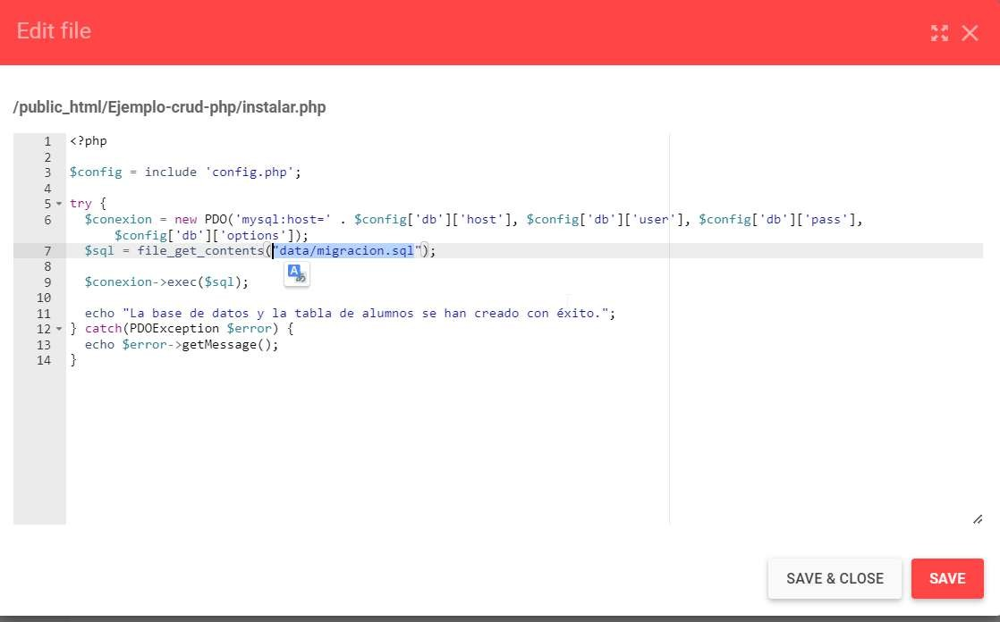 Edit file
/public_html/Ejemplo-crud-php/instalar.php
1 <?php
2
3 $config = include 'config.php';
4
5 try {
6 $conexion = new PDO('mysql:host=' . $config['db']['host'], $config['db']['user'], $config['db']['pass'],
$config['db']['options']);
7 $sql = file_get_contents("data/migracion.sql");
8
9 $conexion->exec($sql);
10
11 echo "La base de datos y la tabla de alumnos se han creado con éxito.";
12 } catch(PDOException $error) {
13 echo $error->getMessage();
14 }
SAVE & CLOSE
SAVE